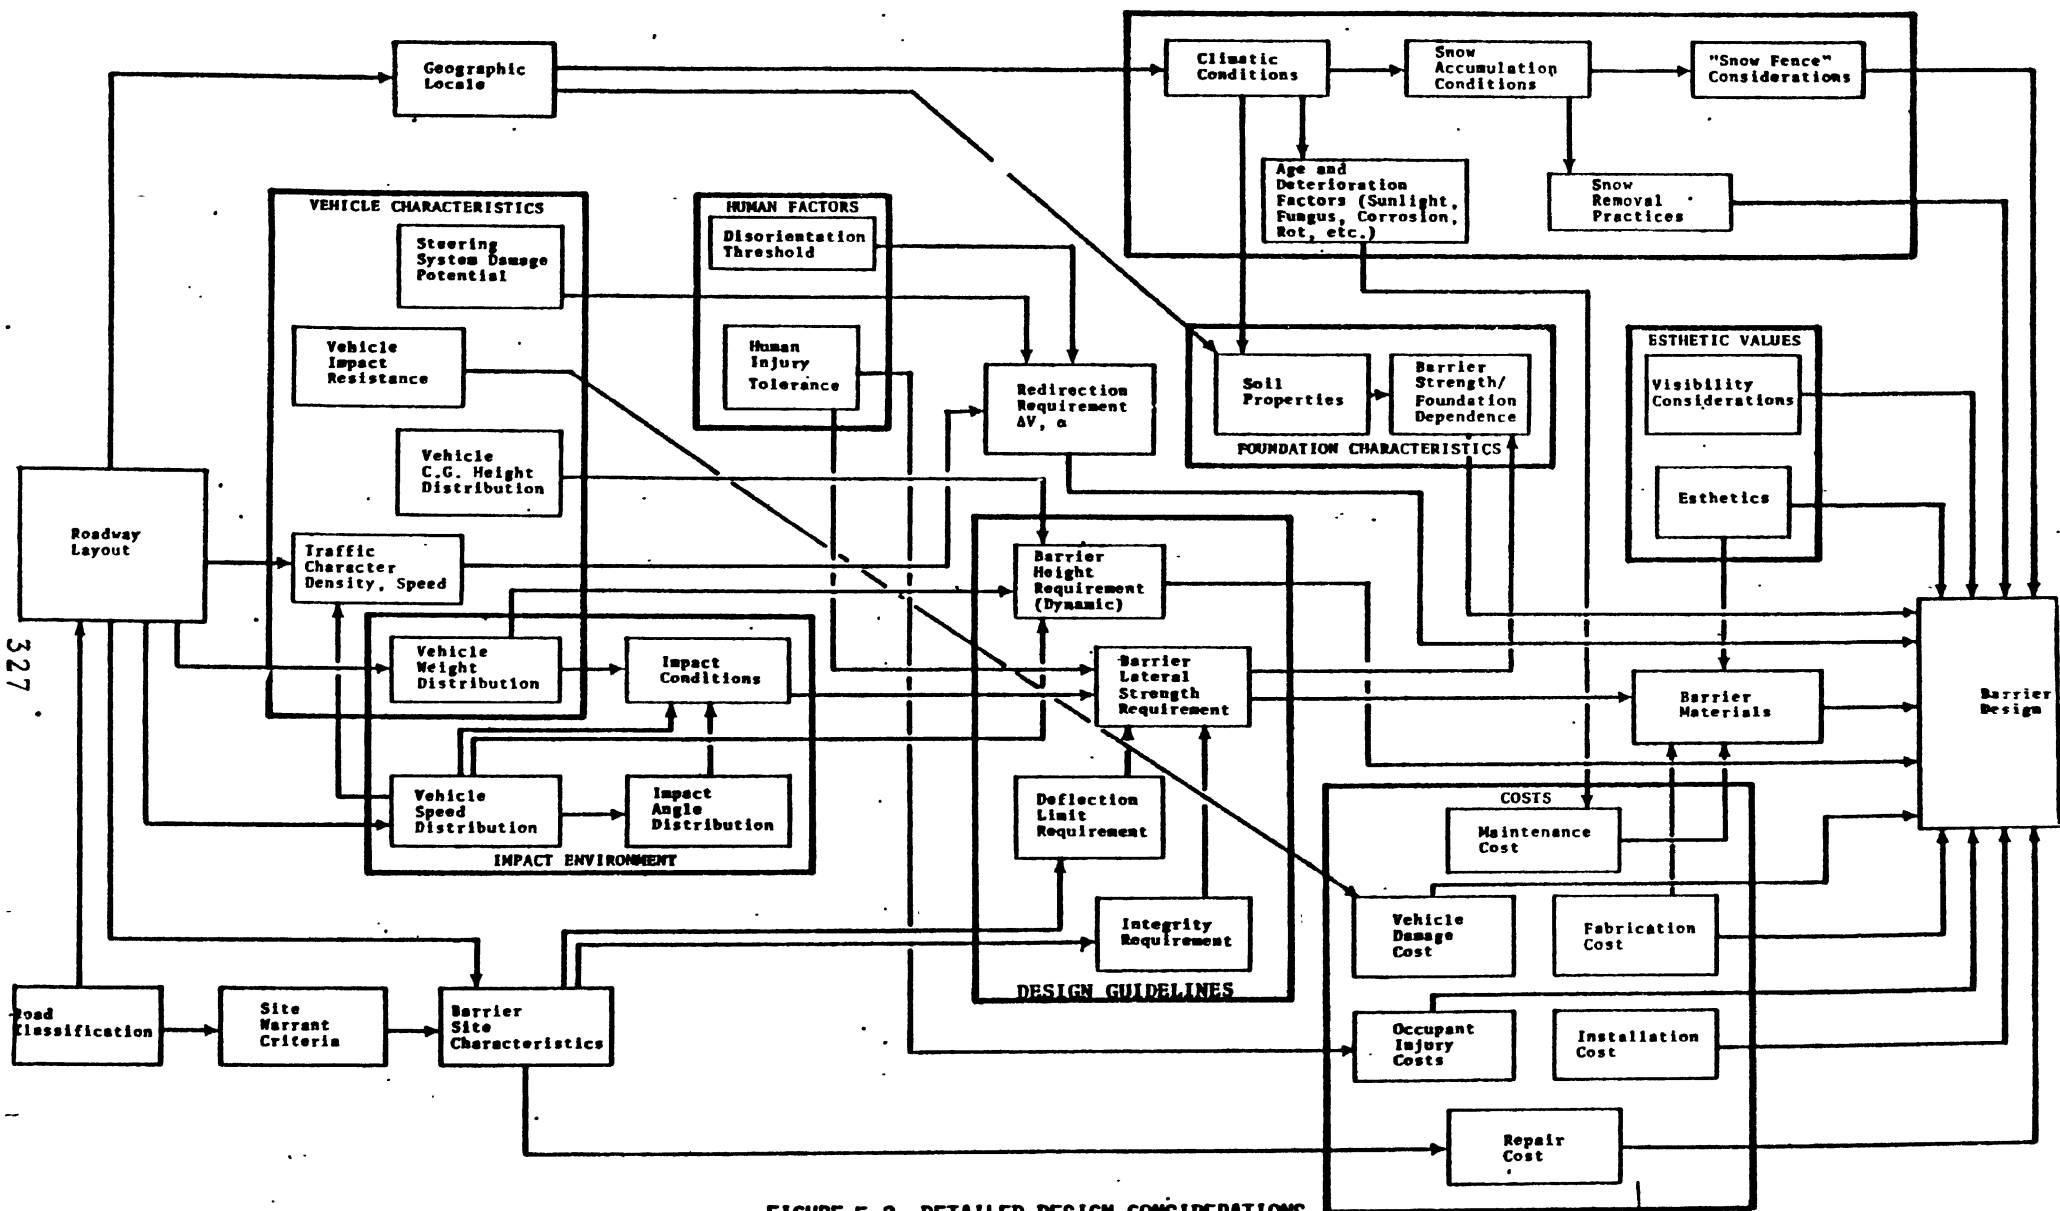 Geographic
Locale
Climatic
Conditions
Snow
Accumulation
Conditions
"Snow Fence"
Considerations
Age and
Deterioration
Factors (Sunlight,
Fungus, Corrosion,
Rot, etc.)
Snow
Removal
Practices
VEHICLE CHARACTERISTICS
Steering
System Damage
Potential
Vehicle
Impact
Resistance
Vehicle
C.G. Height
Distribution
Traffic
Character
Density, Speed
HUMAN FACTORS
Disorientation
Threshold
Human
Injury
Tolerance
Redirection
Requirement
ΔV, α
Soil
Properties
Barrier
Strength/
Foundation
Dependence
FOUNDATION CHARACTERISTICS
ESTHETIC VALUES
Visibility
Considerations
Esthetics
Roadway
Layout
Vehicle
Weight
Distribution
Impact
Conditions
Vehicle
Speed
Distribution
Impact
Angle
Distribution
IMPACT ENVIRONMENT
Barrier
Height
Requirement
(Dynamic)
Barrier
Lateral
Strength
Requirement
Deflection
Limit
Requirement
Integrity
Requirement
DESIGN GUIDELINES
Barrier
Materials
Barrier
Design
COSTS
Maintenance
Cost
Vehicle
Damage
Cost
Fabrication
Cost
Occupant
Injury
Costs
Installation
Cost
Repair
Cost
Road
Classification
Site
Warrant
Criteria
Barrier
Site
Characteristics
327
DETAILED DESIGN CONSIDERATIONS